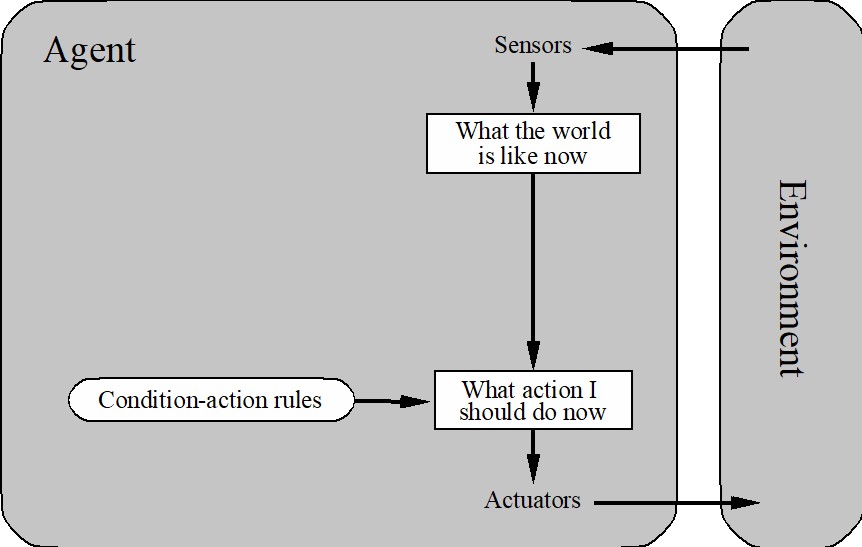 Agent
Sensors
What the world
is like now
Environment
Condition-action rules
What action I
should do now
Actuators